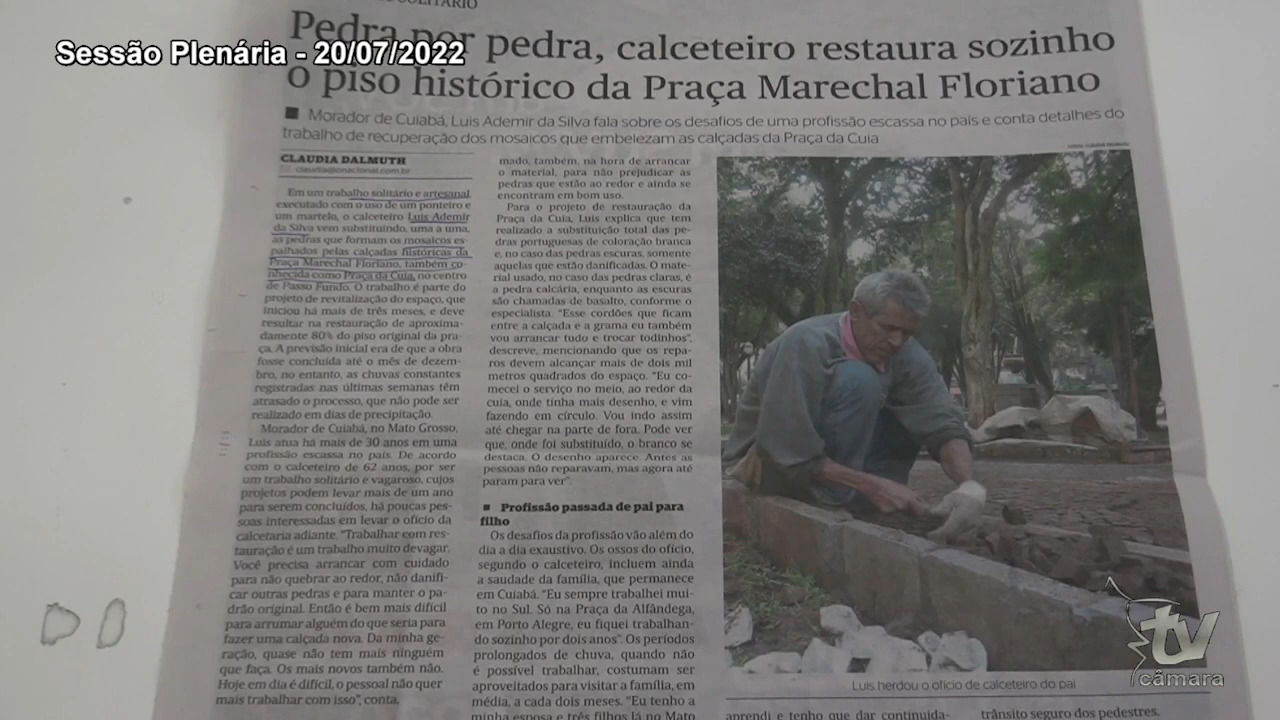 SOLITÁRIO
Sessão Plenária - 20/07/2022
Pedra por pedra, calceteiro restaura sozinho
o piso histórico da Praça Marechal Floriano
Morador de Cuiabá, Luis Ademir da Silva fala sobre os desafios de uma profissão escassa no país e conta detalhes do
trabalho de recuperação dos mosaicos que embelezam as calçadas da Praça da Cuia
CLAUDIA DALMUTH
claudia@onacional.com.br
Em um trabalho solitário e artesanal,
executado com o uso de um ponteiro e
um martelo, o calceteiro Luis Ademir
da Silva vem substituindo, uma a uma,
as pedras que formam os mosaicos es-
palhados pelas calçadas históricas da
Praça Marechal Floriano, também co-
nhecida como Praça da Cuia, no centro
de Passo Fundo. O trabalho é parte do
projeto de revitalização do espaço, que
iniciou há mais de três meses, e deve
resultar na restauração de aproxima-
damente 80% do piso original da pra-
ça. A previsão inicial era de que a obra
fosse concluída até o mês de dezem-
bro, no entanto, as chuvas constantes
registradas nas últimas semanas têm
atrasado o processo, que não pode ser
realizado em dias de precipitação.
Morador de Cuiabá, no Mato Grosso,
Luis atua há mais de 30 anos em uma
profissão escassa no país. De acordo
com o calceteiro de 62 anos, por ser
um trabalho solitário e vagaroso, cujos
projetos podem levar mais de um ano
para serem concluídos, há poucas pes-
soas interessadas em levar o ofício da
calcetaria adiante. "Trabalhar com res-
tauração é um trabalho muito devagar.
Você precisa arrancar com cuidado
para não quebrar ao redor, não danifi-
car outras pedras e para manter o pa-
drão original. Então é bem mais difícil
para arrumar alguém do que seria para
fazer uma calçada nova. Da minha ge-
ração, quase não tem mais ninguém
que faça. Os mais novos também não.
Hoje em dia é difícil, o pessoal não quer
mais trabalhar com isso", conta.
mado, também, na hora de arrancar
o material, para não prejudicar as
pedras que estão ao redor e ainda se
encontram em bom uso.
Para o projeto de restauração da
Praça da Cuia, Luis explica que tem
realizado a substituição total das pe-
dras portuguesas de coloração branca
e, no caso das pedras escuras, somente
aquelas que estão danificadas. O mate-
rial usado, no caso das pedras claras, é
a pedra calcária, enquanto as escuras
são chamadas de basalto, conforme o
especialista. "Esse cordões que ficam
entre a calçada e a grama eu também
vou arrancar tudo e trocar todinhos",
descreve, mencionando que os repa-
ros devem alcançar mais de dois mil
metros quadrados do espaço. "Eu co-
mecei o serviço no meio, ao redor da
cuia, onde tinha mais desenho, e vim
fazendo em círculo. Vou indo assim
até chegar na parte de fora. Pode ver
que, onde foi substituído, o branco se
destaca. O desenho aparece. Antes as
pessoas não reparavam, mas agora até
param para ver".
Profissão passada de pai para
filho
Os desafios da profissão vão além do
dia a dia exaustivo. Os ossos do ofício,
segundo o calceteiro, incluem ainda
a saudade da família, que permanece
em Cuiabá. "Eu sempre trabalhei mui-
to no Sul. Só na Praça da Alfândega,
em Porto Alegre, eu fiquei trabalhan-
do sozinho por dois anos". Os períodos
prolongados de chuva, quando não
é possível trabalhar, costumam ser
aproveitados para visitar a família, em
média, a cada dois meses. "Eu tenho a
minha esposa e três filhos lá no Mato
Luis herdou o ofício de calceteiro do pai
aprendi e tenho que dar continuida-
trânsito seguro dos pedestres.
tv
câmara